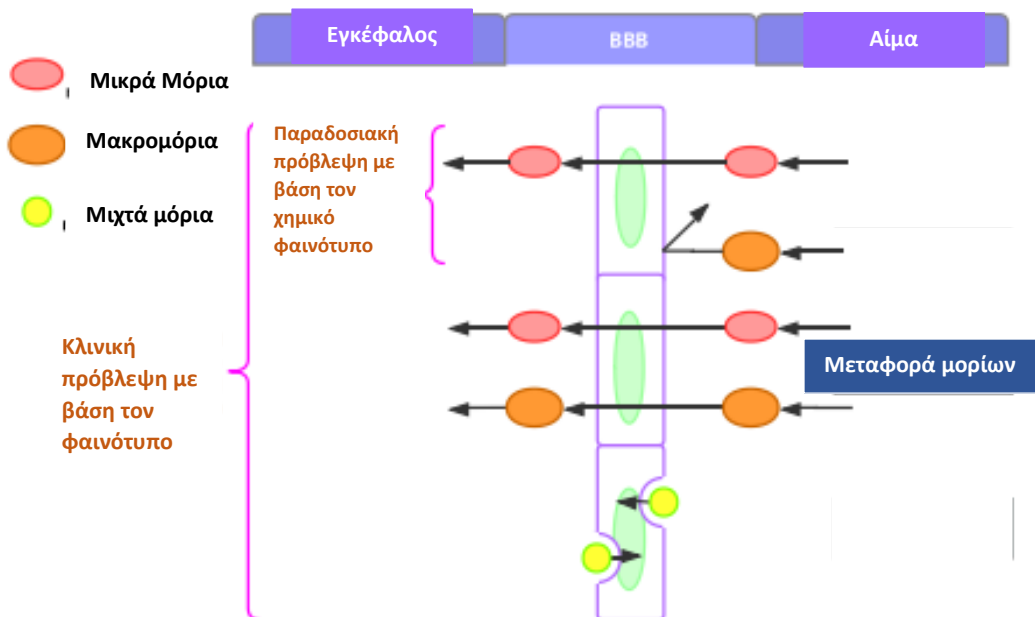 Εγκέφαλος
BBB
Αίμα
Μικρά Μόρια
Μακρομόρια
Μιχτά μόρια
Παραδοσιακή
πρόβλεψη με
βάση τον
χημικό
φαινότυπο
Κλινική
πρόβλεψη με
βάση τον
φαινότυπο
Μεταφορά μορίων